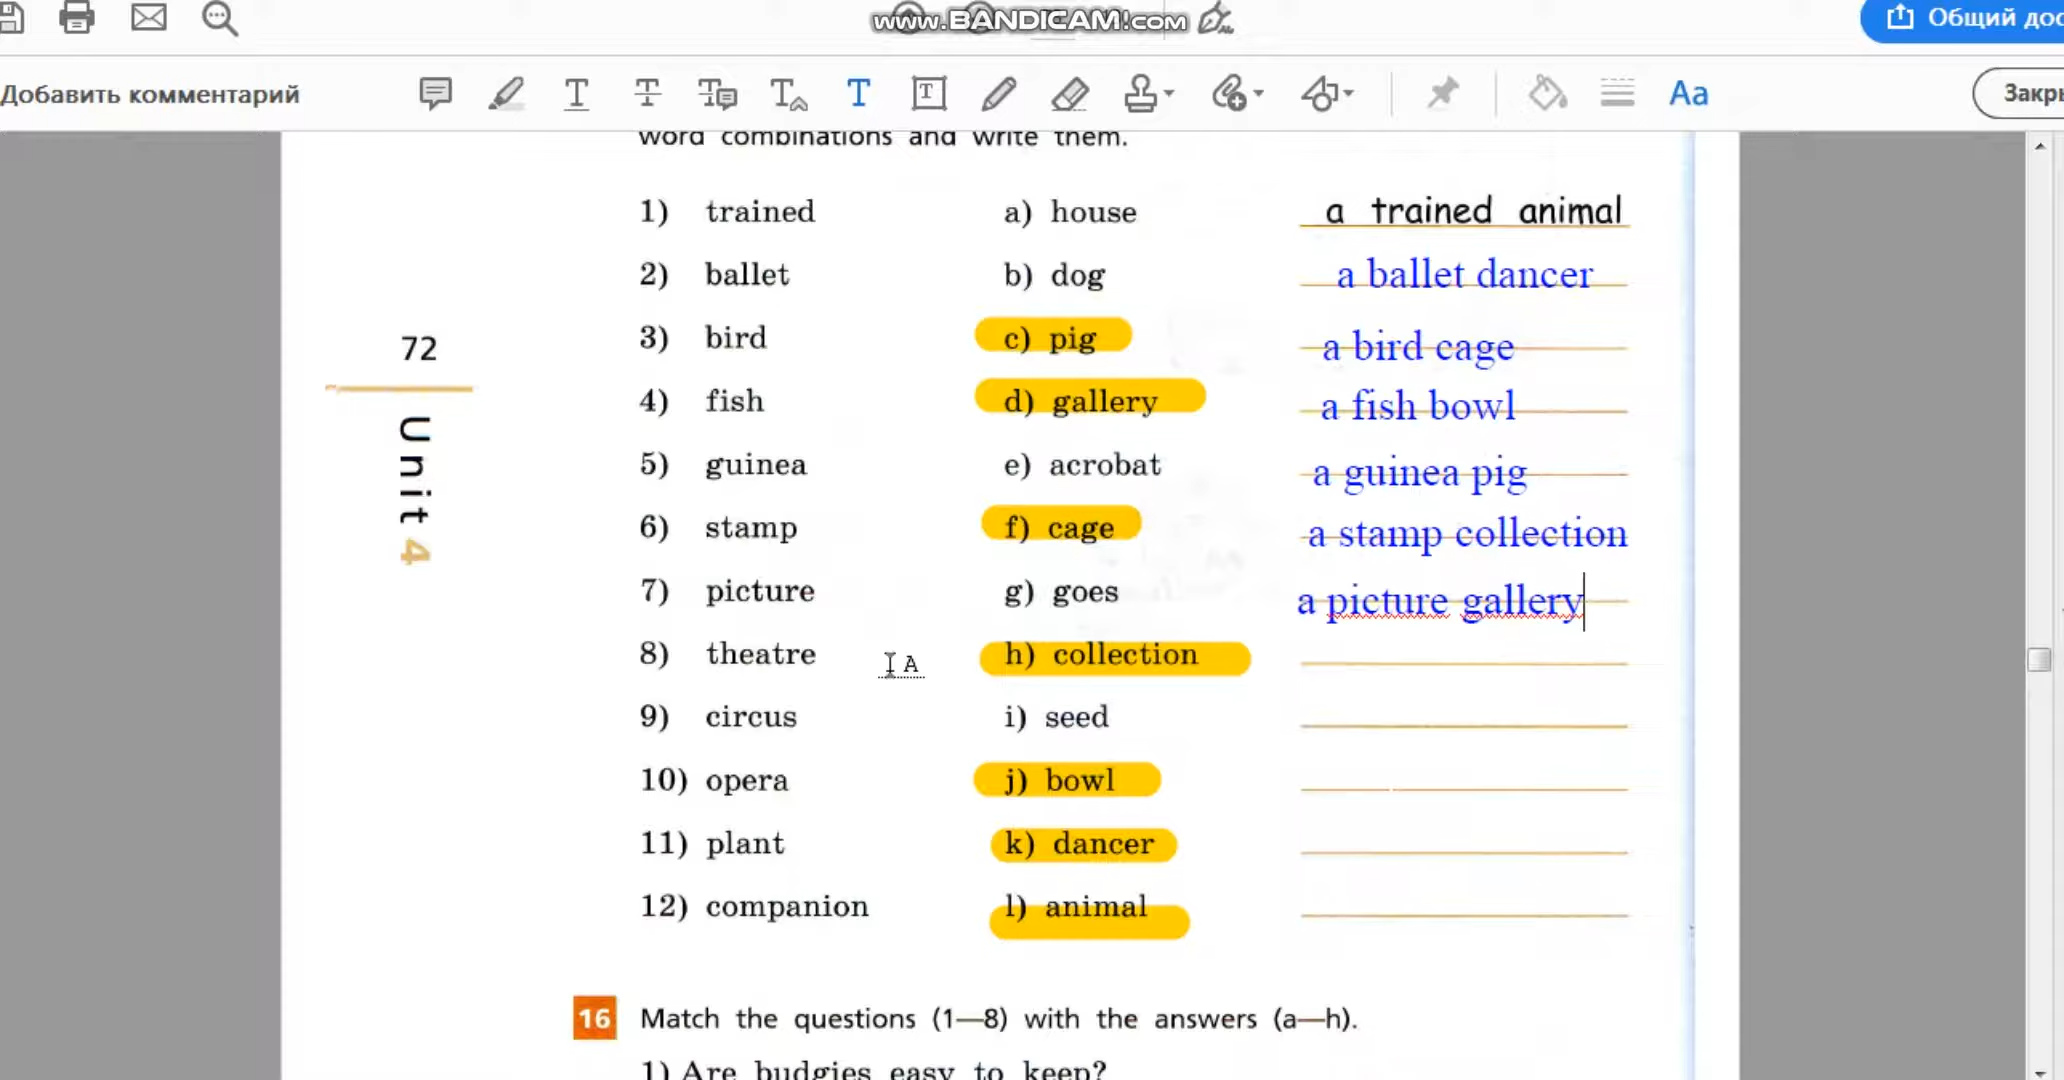 www.BANDICAM.com
Общий дос
Добавить комментарий
Aa
Закры
word combinations and write them.
1) trained a) house a trained animal
2) ballet b) dog a ballet dancer
3) bird c) pig a bird cage
4) fish d) gallery a fish bowl
5) guinea e) acrobat a guinea pig
6) stamp f) cage a stamp collection
7) picture g) goes a picture gallery
8) theatre h) collection
9) circus i) seed
10) opera j) bowl
11) plant k) dancer
12) companion l) animal
72
Unit 4
16 Match the questions (1—8) with the answers (a—h).
1) Are budgies easy to keep?